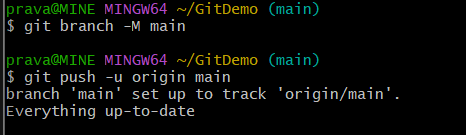 prava@MINE MINGW64 ~/GitDemo (main)
$ git branch -M main
prava@MINE MINGW64 ~/GitDemo (main)
$ git push -u origin main
branch 'main' set up to track 'origin/main'.
Everything up-to-date